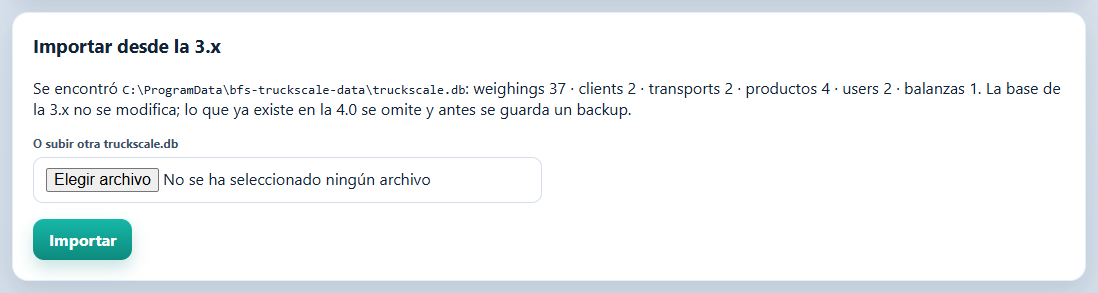 Importar desde la 3.x
Se encontró C:\ProgramData\bfs-truckscale-data\truckscale.db: weighings 37 · clients 2 · transports 2 · productos 4 · users 2 · balanzas 1. La base de
la 3.x no se modifica; lo que ya existe en la 4.0 se omite y antes se guarda un backup.
O subir otra truckscale.db
Elegir archivo No se ha seleccionado ningún archivo
Importar